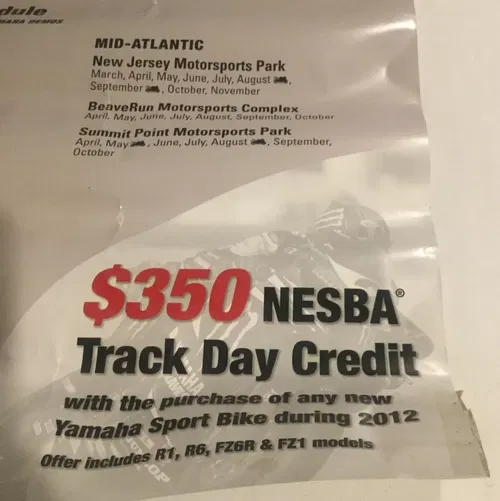 dule
AHA DEMOS
MID-ATLANTIC
New Jersey Motorsports Park
March, April, May, June, July, August,
September, October, November
BeaveRun Motorsports Complex
April, May, June, July, August, September, October
Summit Point Motorsports Park
April, May, June, July, August, September,
October
$350 NESBA®
Track Day Credit
with the purchase of any new
Yamaha Sport Bike during 2012
Offer includes R1, R6, FZ6R & FZ1 models